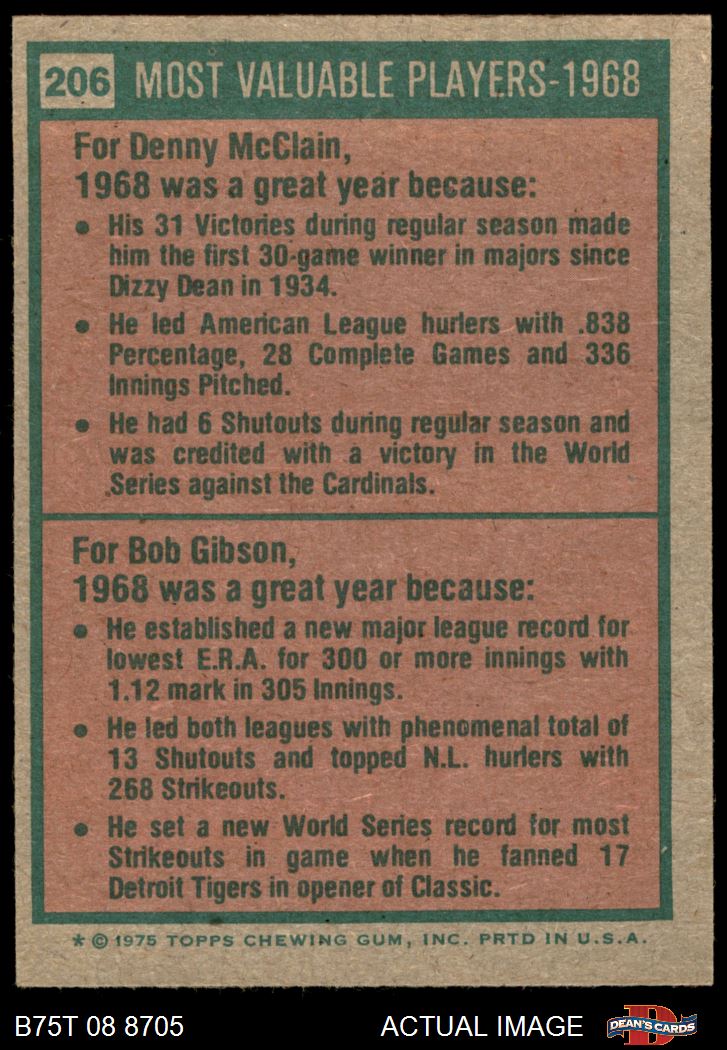 206 MOST VALUABLE PLAYERS-1968
For Denny McClain,
1968 was a great year because:
• His 31 Victories during regular season made
him the first 30-game winner in majors since
Dizzy Dean in 1934.
• He led American League hurlers with .838
Percentage, 28 Complete Games and 336
Innings Pitched.
• He had 6 Shutouts during regular season and
was credited with a victory in the World
Series against the Cardinals.
For Bob Gibson,
1968 was a great year because:
• He established a new major league record for
lowest E.R.A. for 300 or more innings with
1.12 mark in 305 Innings.
• He led both leagues with phenomenal total of
13 Shutouts and topped N.L. hurlers with
268 Strikeouts.
• He set a new World Series record for most
Strikeouts in game when he fanned 17
Detroit Tigers in opener of Classic.
* © 1975 TOPPS CHEWING GUM, INC. PRTD IN U.S.A.
B75T 08 8705 ACTUAL IMAGE DEAN'S CARDS